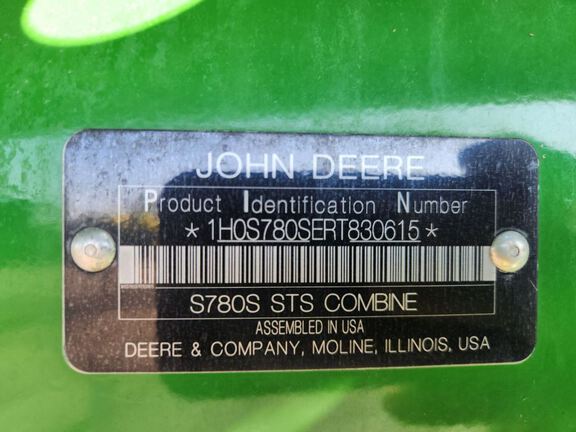 JOHN DEERE
Product Identification Number
*1H0S780SERT830615*
S780S STS COMBINE
ASSEMBLED IN USA
DEERE & COMPANY, MOLINE, ILLINOIS, USA